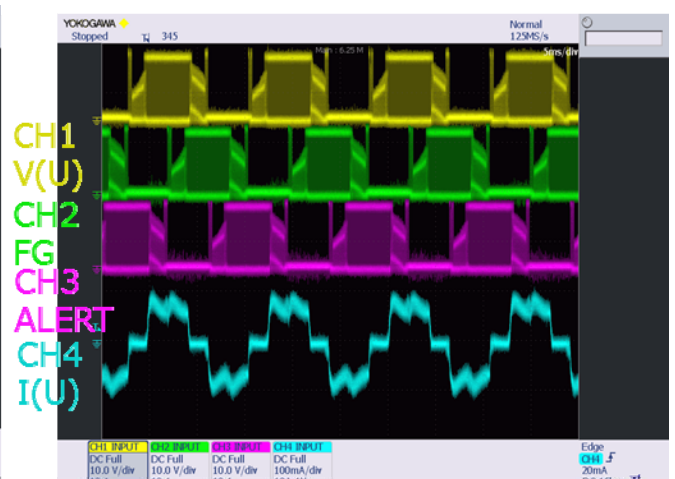 YOKOGAWA
Stopped
345
Normal
125MS/s
Main : 6.25 M
5ms/div
CH1
V(U)
CH2
FG
CH3
ALERT
CH4
I(U)
CH1 INPUT
DC Full
10.0 V/div
CH2 INPUT
DC Full
10.0 V/div
CH3 INPUT
DC Full
10.0 V/div
CH4 INPUT
DC Full
100mA/div
Edge
CH4
20mA